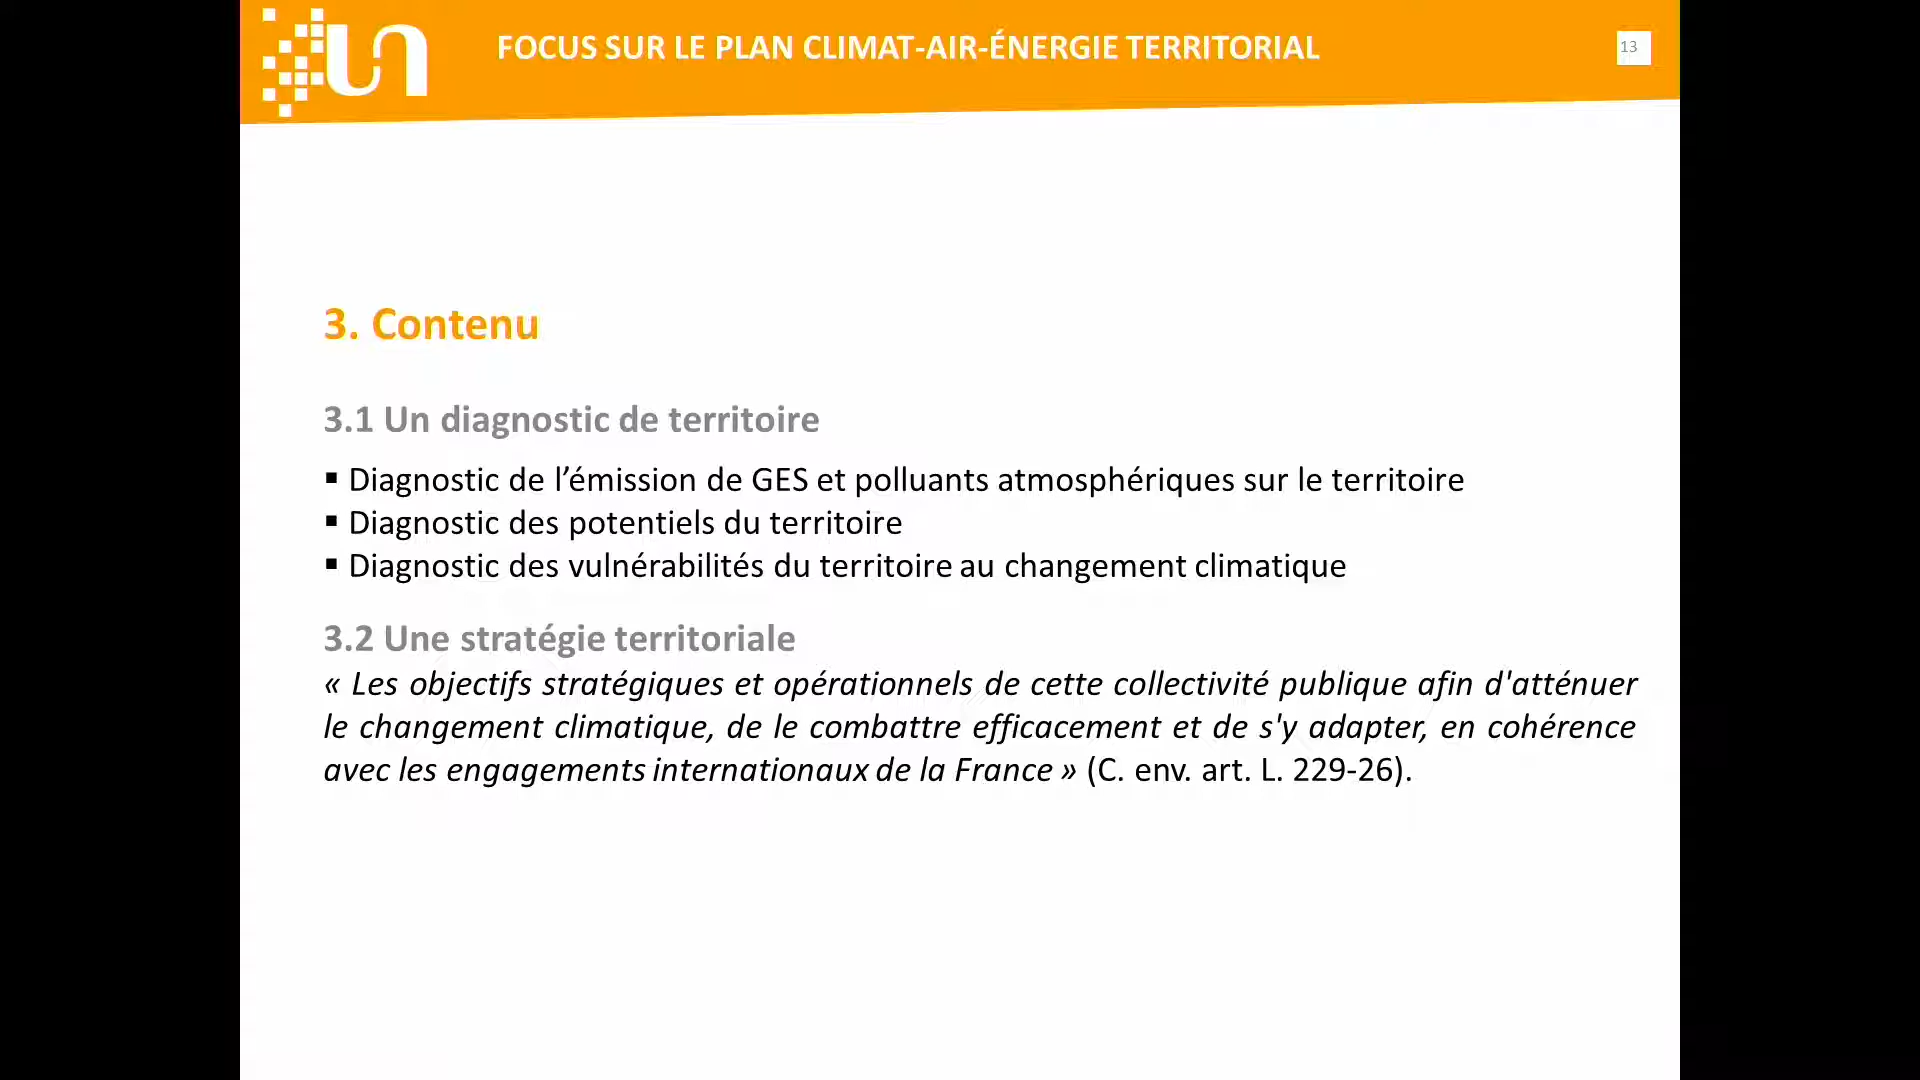 FOCUS SUR LE PLAN CLIMAT-AIR-ÉNERGIE TERRITORIAL
13
3. Contenu
3.1 Un diagnostic de territoire
▪ Diagnostic de l’émission de GES et polluants atmosphériques sur le territoire
▪ Diagnostic des potentiels du territoire
▪ Diagnostic des vulnérabilités du territoire au changement climatique
3.2 Une stratégie territoriale
« Les objectifs stratégiques et opérationnels de cette collectivité publique afin d'atténuer
le changement climatique, de le combattre efficacement et de s'y adapter, en cohérence
avec les engagements internationaux de la France » (C. env. art. L. 229-26).